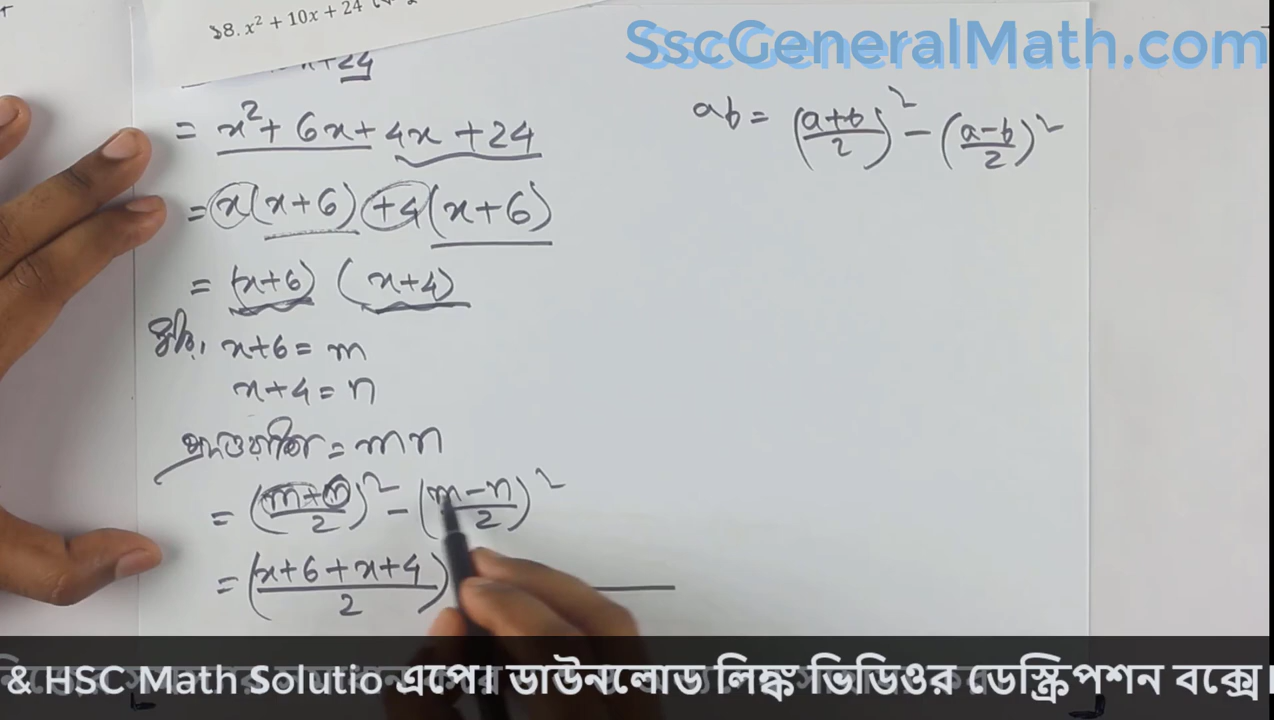 38. x² + 10x + 24
SscGeneralMath.com
x + 24
= x² + 6x + 4x + 24
ab = (a+b/2)² - (a-b/2)²
= x(x+6) +4(x+6)
= (x+6) (x+4)
ধরি, x+6 = m
x+4 = n
প্রদত্ত রাশি = mn
= (m+n/2)² - (m-n/2)²
= (x+6+x+4/2)
& HSC Math Solutio এপে। ডাউনলোড লিঙ্ক ভিডিওর ডেস্ক্রিপশন বক্সে।